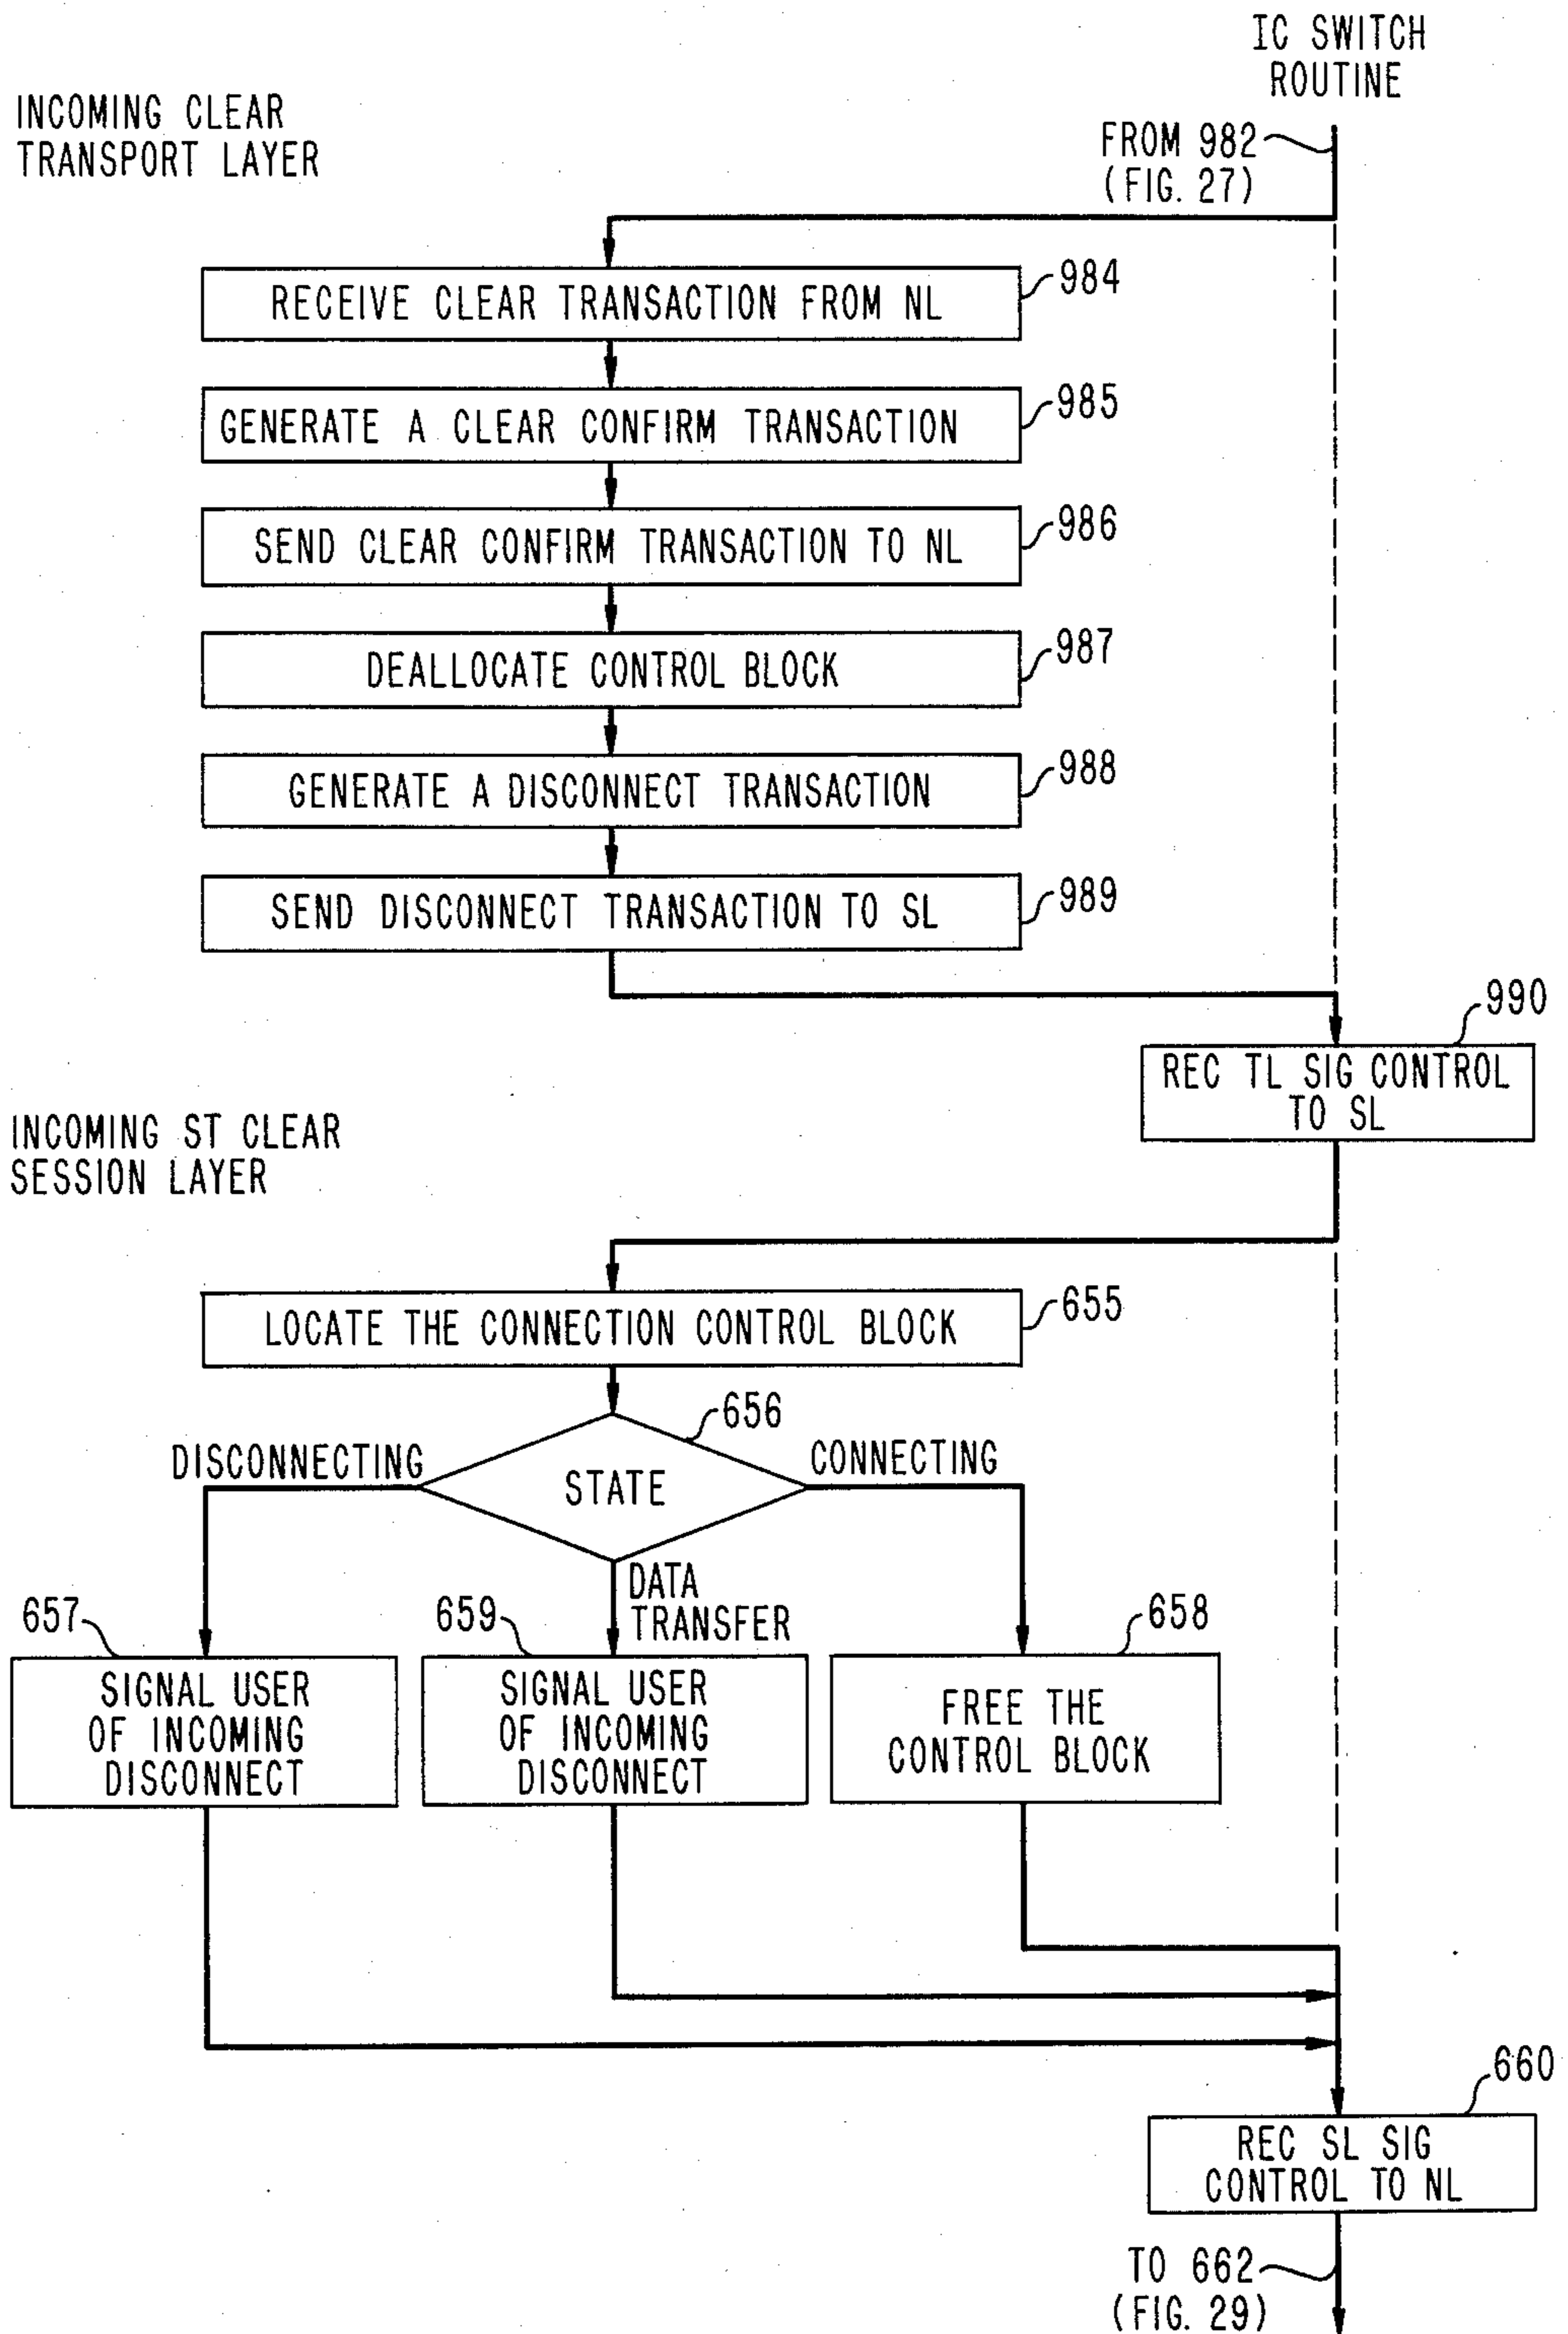 IC SWITCH
ROUTINE
INCOMING CLEAR
TRANSPORT LAYER
FROM 982
(FIG. 27)
984
RECEIVE CLEAR TRANSACTION FROM NL
985
GENERATE A CLEAR CONFIRM TRANSACTION
986
SEND CLEAR CONFIRM TRANSACTION TO NL
987
DEALLOCATE CONTROL BLOCK
988
GENERATE A DISCONNECT TRANSACTION
989
SEND DISCONNECT TRANSACTION TO SL
990
REC TL SIG CONTROL
TO SL
INCOMING ST CLEAR
SESSION LAYER
655
LOCATE THE CONNECTION CONTROL BLOCK
656
DISCONNECTING
CONNECTING
STATE
DATA
TRANSFER
657
SIGNAL USER
OF INCOMING
DISCONNECT
659
SIGNAL USER
OF INCOMING
DISCONNECT
658
FREE THE
CONTROL BLOCK
660
REC SL SIG
CONTROL TO NL
TO 662
(FIG. 29)